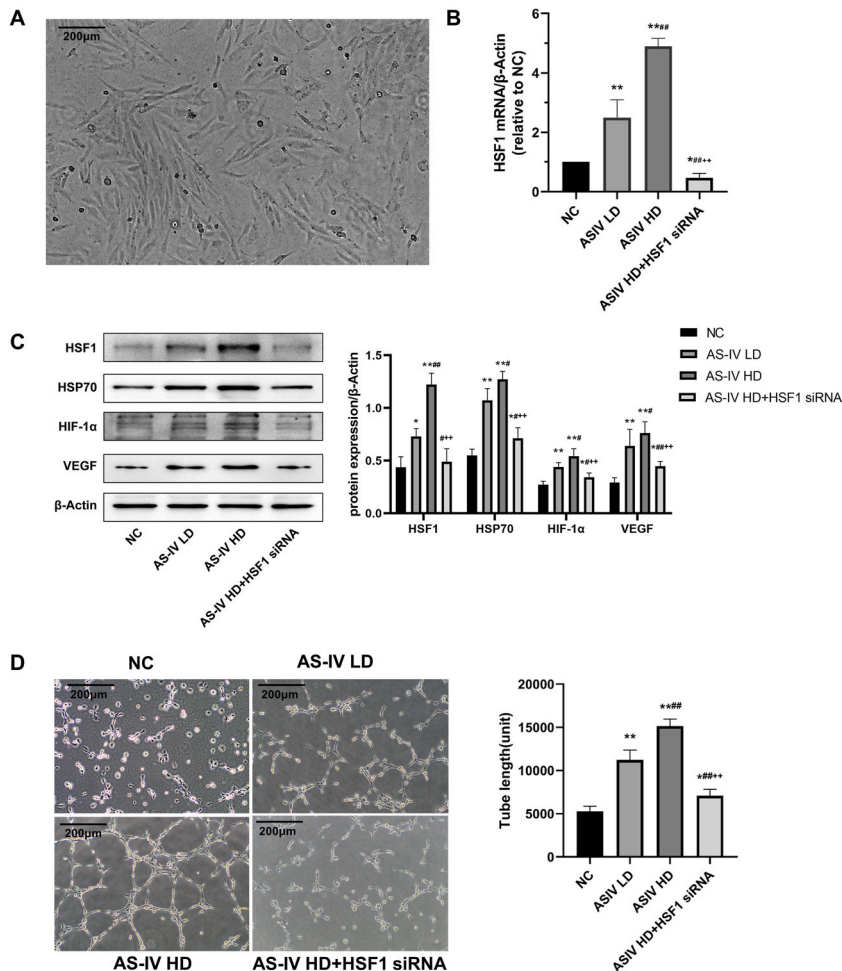 A
200μm
B
HSF1 mRNA/β-Actin
(relative to NC)
6
4
2
0
**
**##
*##++
NC
ASIV LD
ASIV HD
ASIV HD+HSF1 siRNA
C
HSF1
HSP70
HIF-1α
VEGF
β-Actin
NC
AS-IV LD
AS-IV HD
AS-IV HD+HSF1 siRNA
protein expression/β-Actin
1.5
1.0
0.5
0.0
*
**##
#++
**
**#
*#++
**
**#
*#++
**
**#
*##++
HSF1
HSP70
HIF-1α
VEGF
NC
AS-IV LD
AS-IV HD
AS-IV HD+HSF1 siRNA
D
NC
AS-IV LD
200μm
200μm
200μm
200μm
AS-IV HD
AS-IV HD+HSF1 siRNA
Tube length(unit)
20000
15000
10000
5000
0
**
**##
*##++
NC
ASIV LD
ASIV HD
ASIV HD+HSF1 siRNA